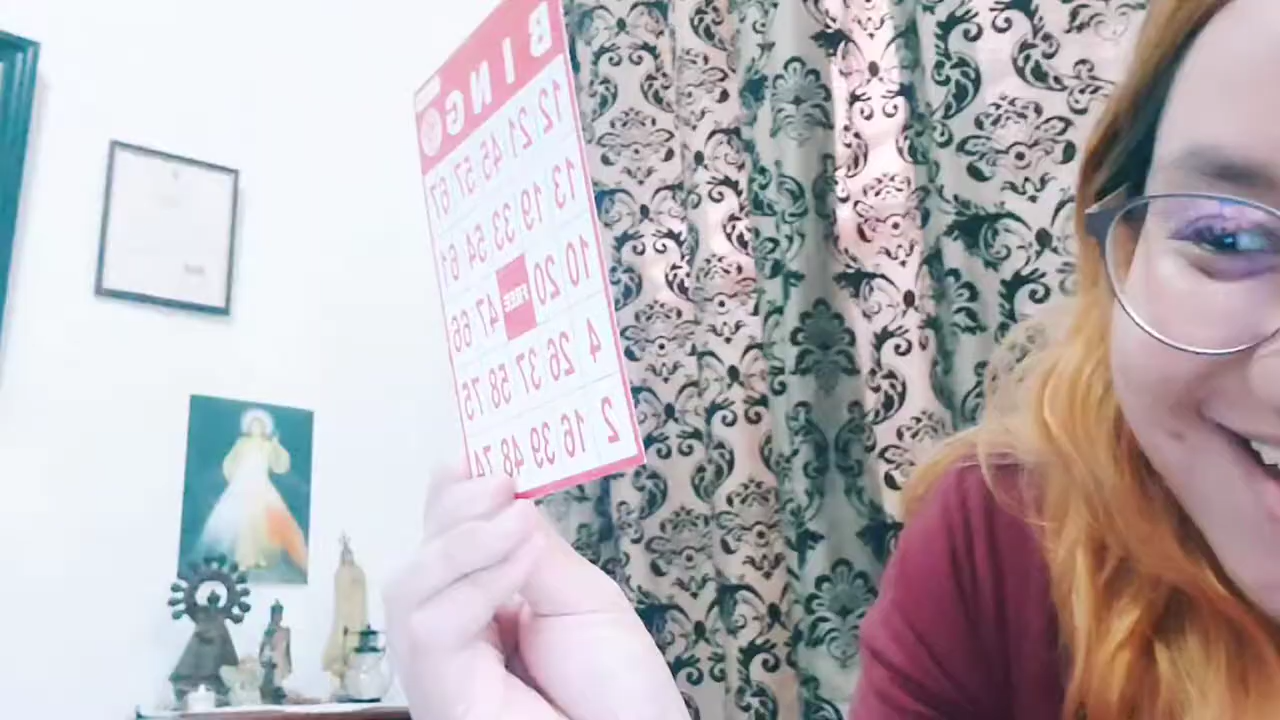 B I N G O
12 21 45 57 67
13 19 33 54 61
10 20 FREE 47 66
4 26 37 58 75
2 16 39 48 74